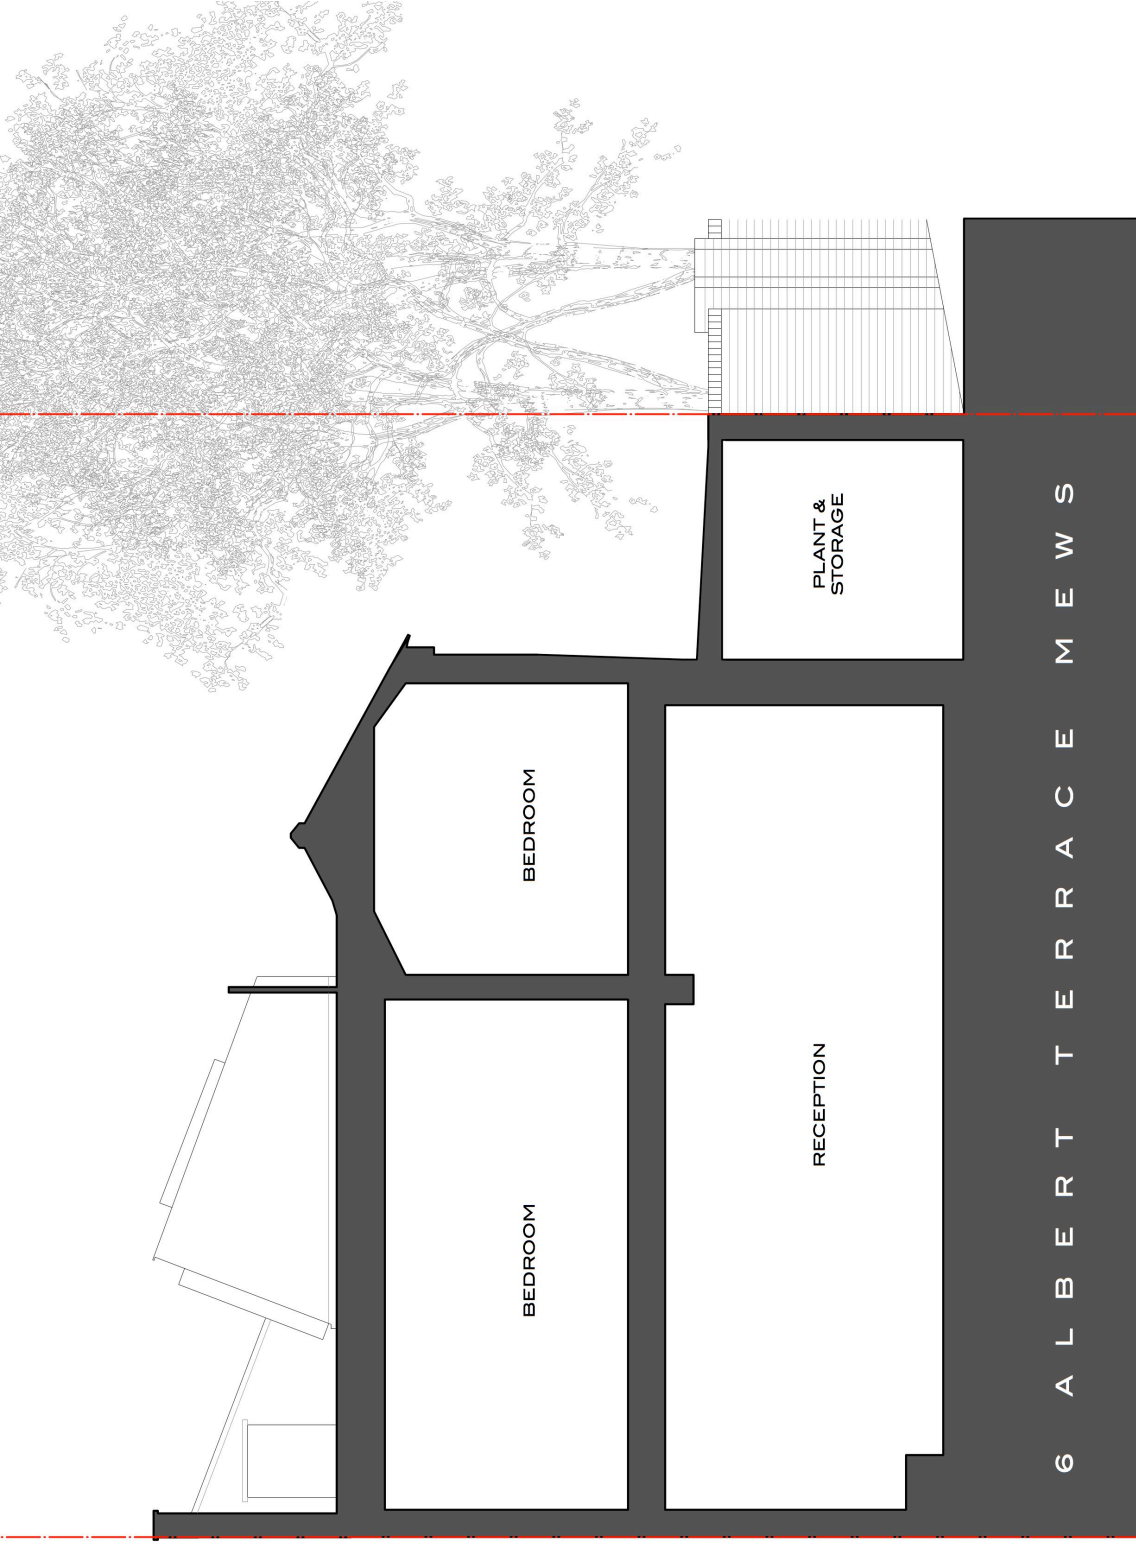 BEDROOM
BEDROOM
RECEPTION
PLANT &
STORAGE
6 ALBERT TERRACE MEWS